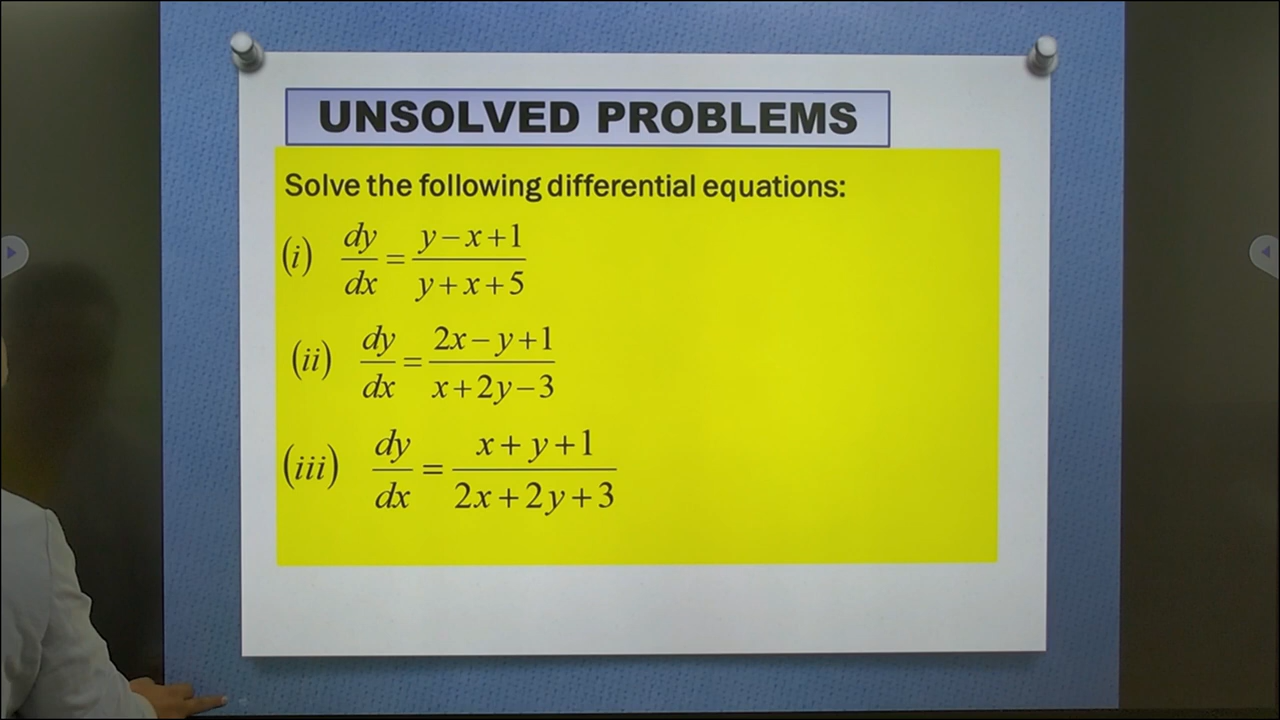 UNSOLVED PROBLEMS
Solve the following differential equations:
(i) dy/dx = (y−x+1)/(y+x+5)
(ii) dy/dx = (2x−y+1)/(x+2y−3)
(iii) dy/dx = (x+y+1)/(2x+2y+3)